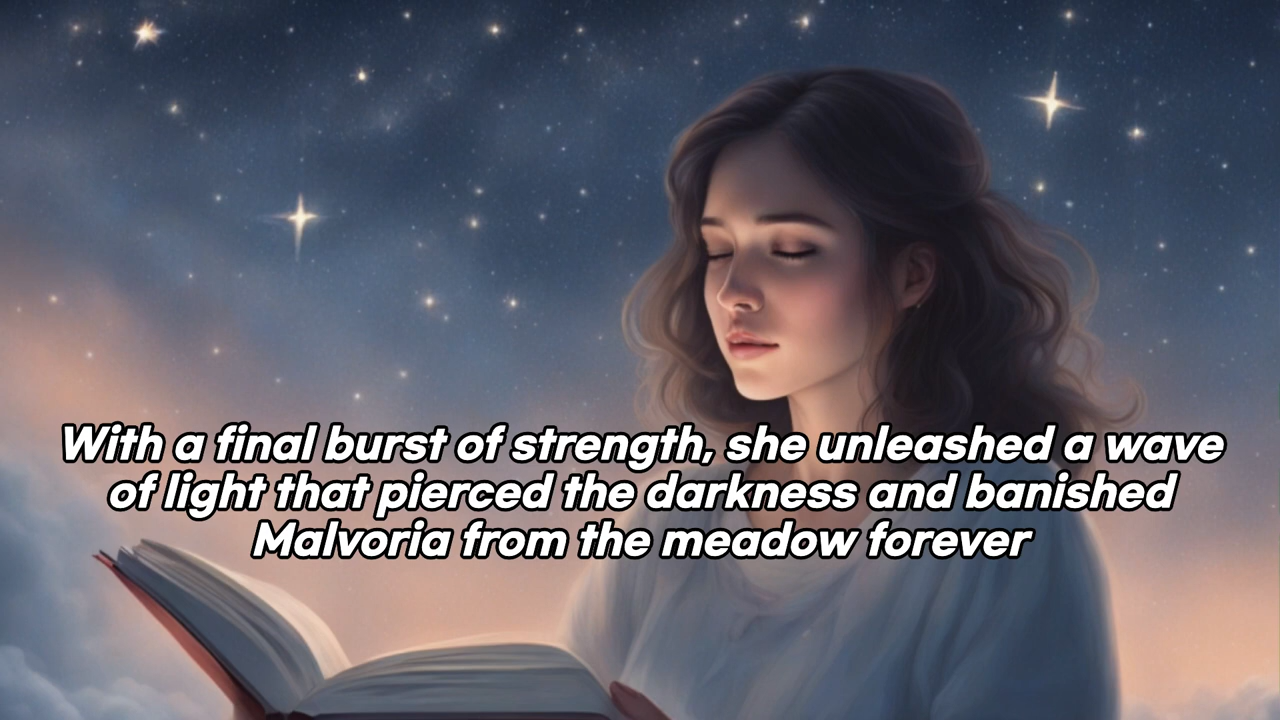 With a final burst of strength, she unleashed a wave
of light that pierced the darkness and banished
Malvoria from the meadow forever